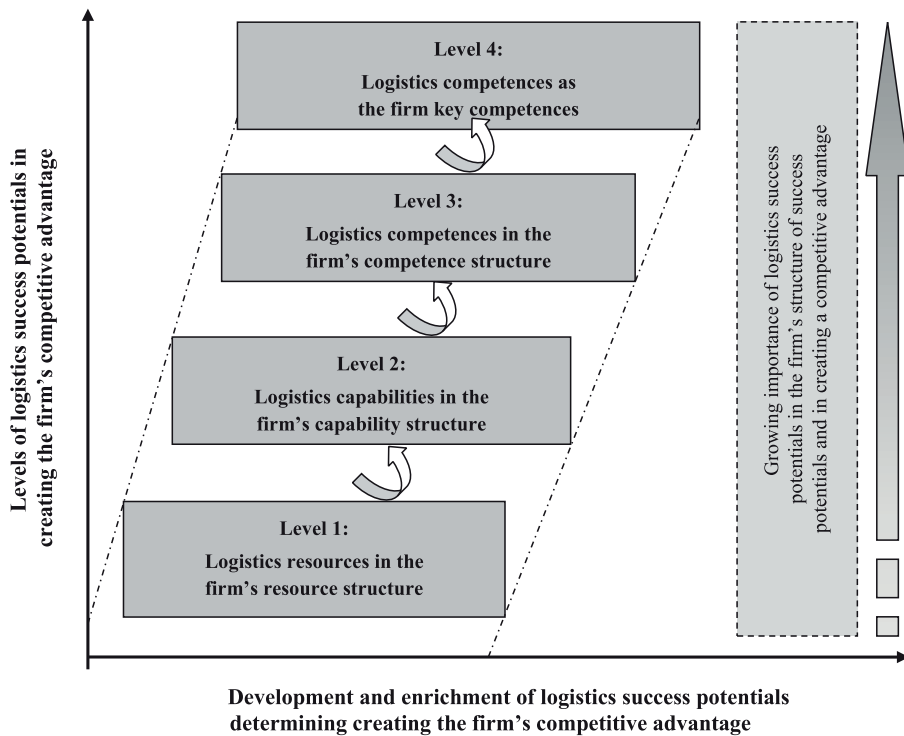 Level 4:
Logistics competences as
the firm key competences
Level 3:
Logistics competences in the
firm's competence structure
Level 2:
Logistics capabilities in the
firm's capability structure
Level 1:
Logistics resources in the
firm's resource structure
Levels of logistics success potentials in
creating the firm's competitive advantage
Growing importance of logistics success
potentials in the firm's structure of success
potentials and in creating a competitive advantage
Development and enrichment of logistics success potentials
determining creating the firm's competitive advantage